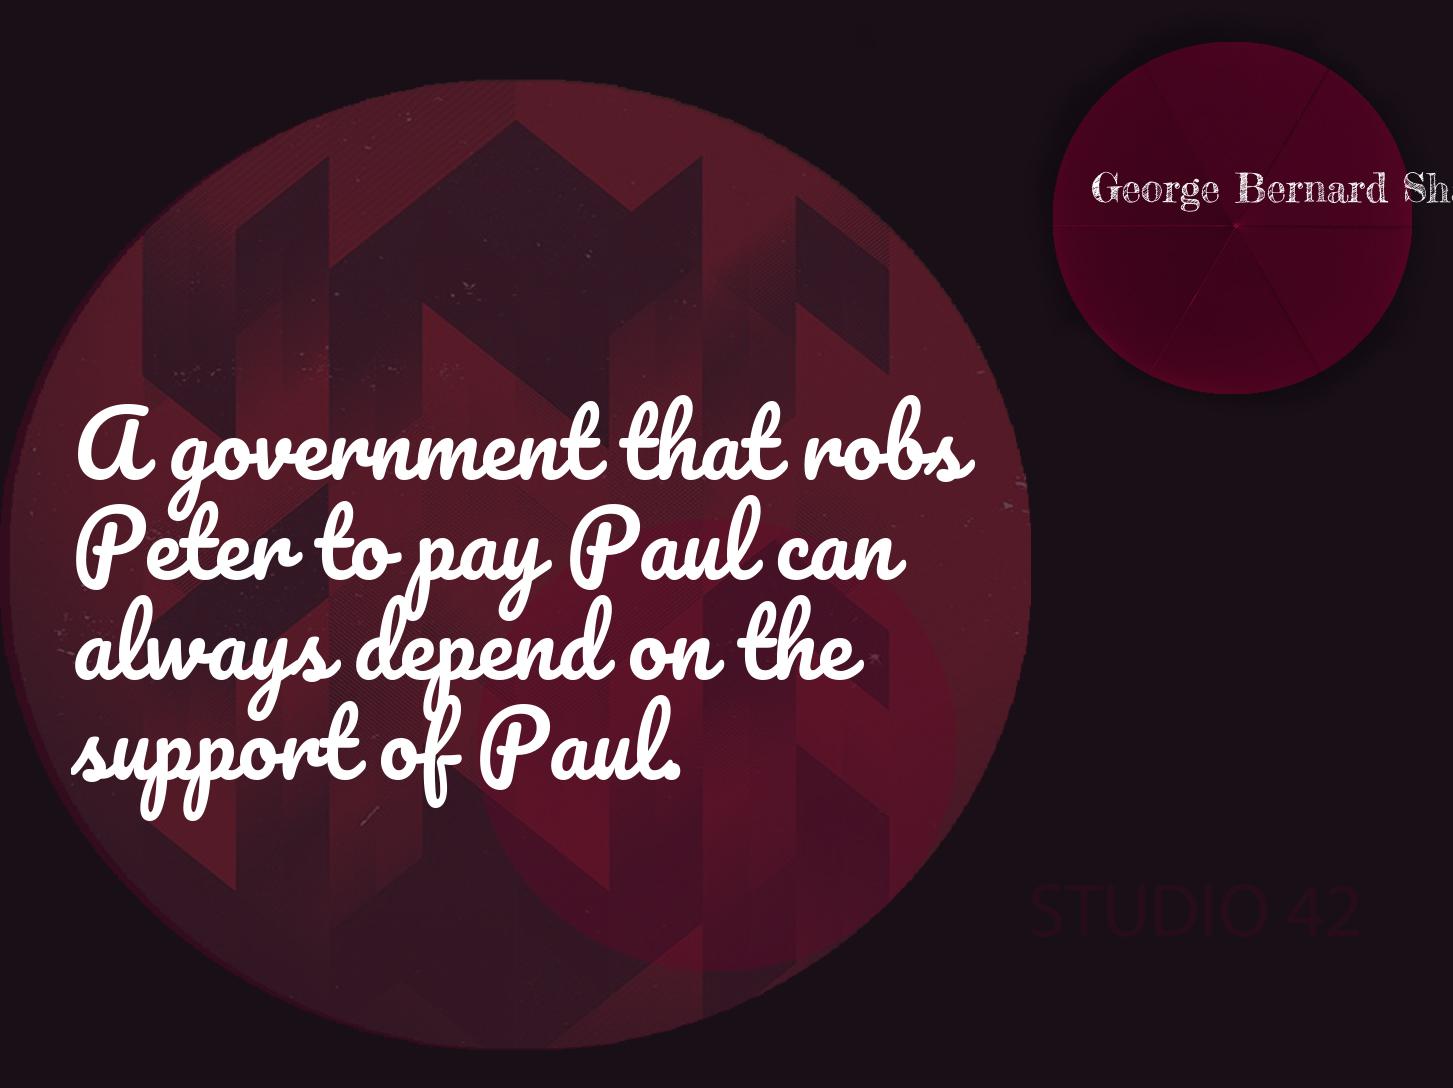 George Bernard Sh
A government that robs
Peter to pay Paul can
always depend on the
support of Paul.
STUDIO 42